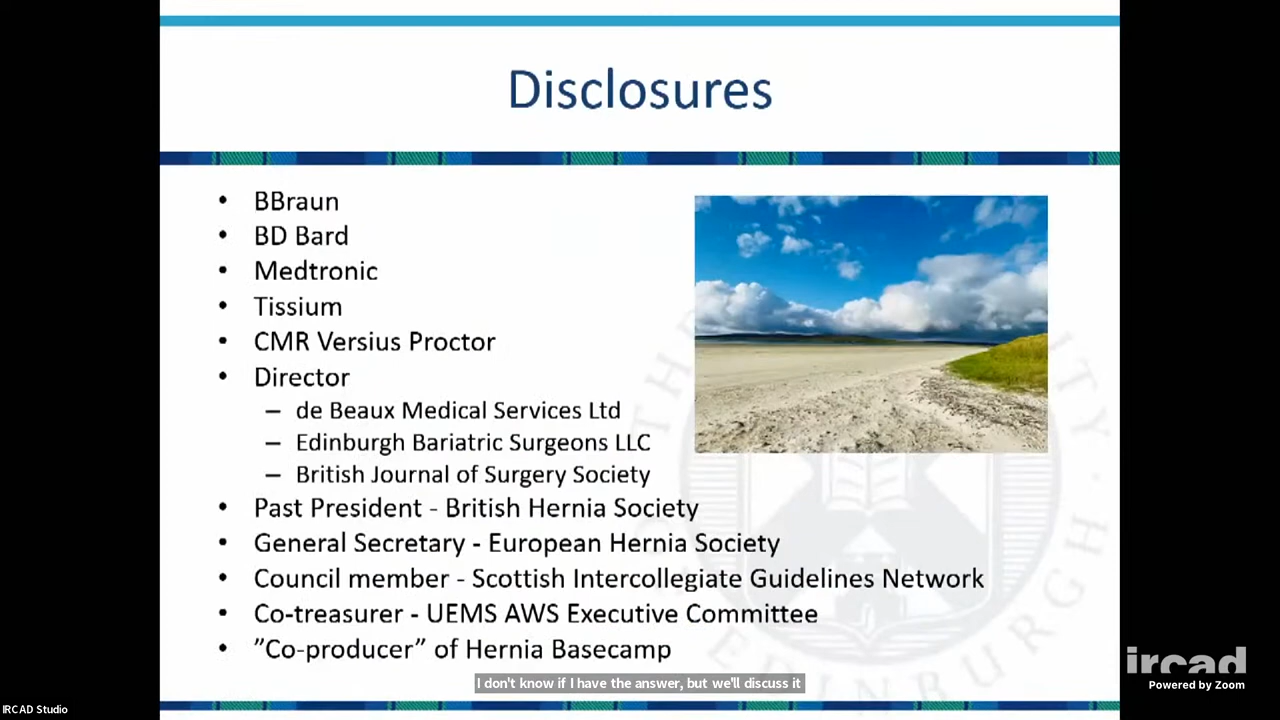 Disclosures
• BBraun
• BD Bard
• Medtronic
• Tissium
• CMR Versius Proctor
• Director
– de Beaux Medical Services Ltd
– Edinburgh Bariatric Surgeons LLC
– British Journal of Surgery Society
• Past President - British Hernia Society
• General Secretary - European Hernia Society
• Council member - Scottish Intercollegiate Guidelines Network
• Co-treasurer - UEMS AWS Executive Committee
• ”Co-producer” of Hernia Basecamp
I don't know if I have the answer, but we'll discuss it
ircad
Powered by Zoom
IRCAD Studio